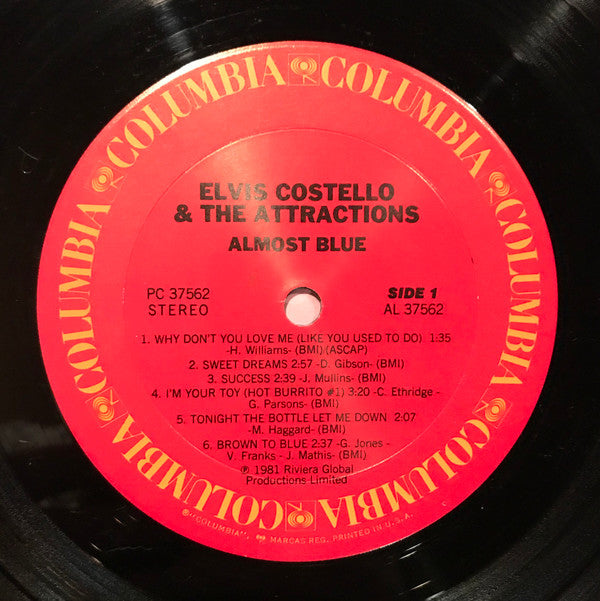 COLUMBIA COLUMBIA COLUMBIA COLUMBIA COLUMBIA COLUMBIA
ELVIS COSTELLO
& THE ATTRACTIONS
ALMOST BLUE
PC 37562
STEREO
SIDE 1
AL 37562
1. WHY DON'T YOU LOVE ME (LIKE YOU USED TO DO) 1:35
-H. Williams- (BMI) (ASCAP)
2. SWEET DREAMS 2:57 -D. Gibson- (BMI)
3. SUCCESS 2:39 -J. Mullins- (BMI)
4. I'M YOUR TOY (HOT BURRITO #1) 3:20 -C. Ethridge -
G. Parsons- (BMI)
5. TONIGHT THE BOTTLE LET ME DOWN 2:07
-M. Haggard- (BMI)
6. BROWN TO BLUE 2:37 -G. Jones -
V. Franks - J. Mathis- (BMI)
℗ 1981 Riviera Global
Productions Limited
®"COLUMBIA", MARCAS REG. PRINTED IN U.S.A.